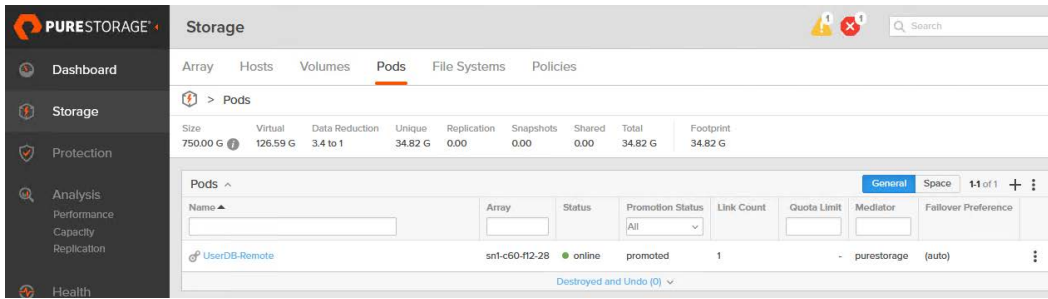 PURESTORAGE®
Storage
1
1
Search
Dashboard
Array Hosts Volumes Pods File Systems Policies
Storage
> Pods
Size Virtual Data Reduction Unique Replication Snapshots Shared Total Footprint
750.00 G 126.59 G 3.4 to 1 34.82 G 0.00 0.00 0.00 34.82 G 34.82 G
Protection
Pods General Space 1-1 of 1
Analysis
Performance
Capacity
Replication
Name Array Status Promotion Status Link Count Quota Limit Mediator Failover Preference
All
UserDB-Remote sn1-c60-f12-28 online promoted 1 - purestorage (auto)
Destroyed and Undo (0)
Health